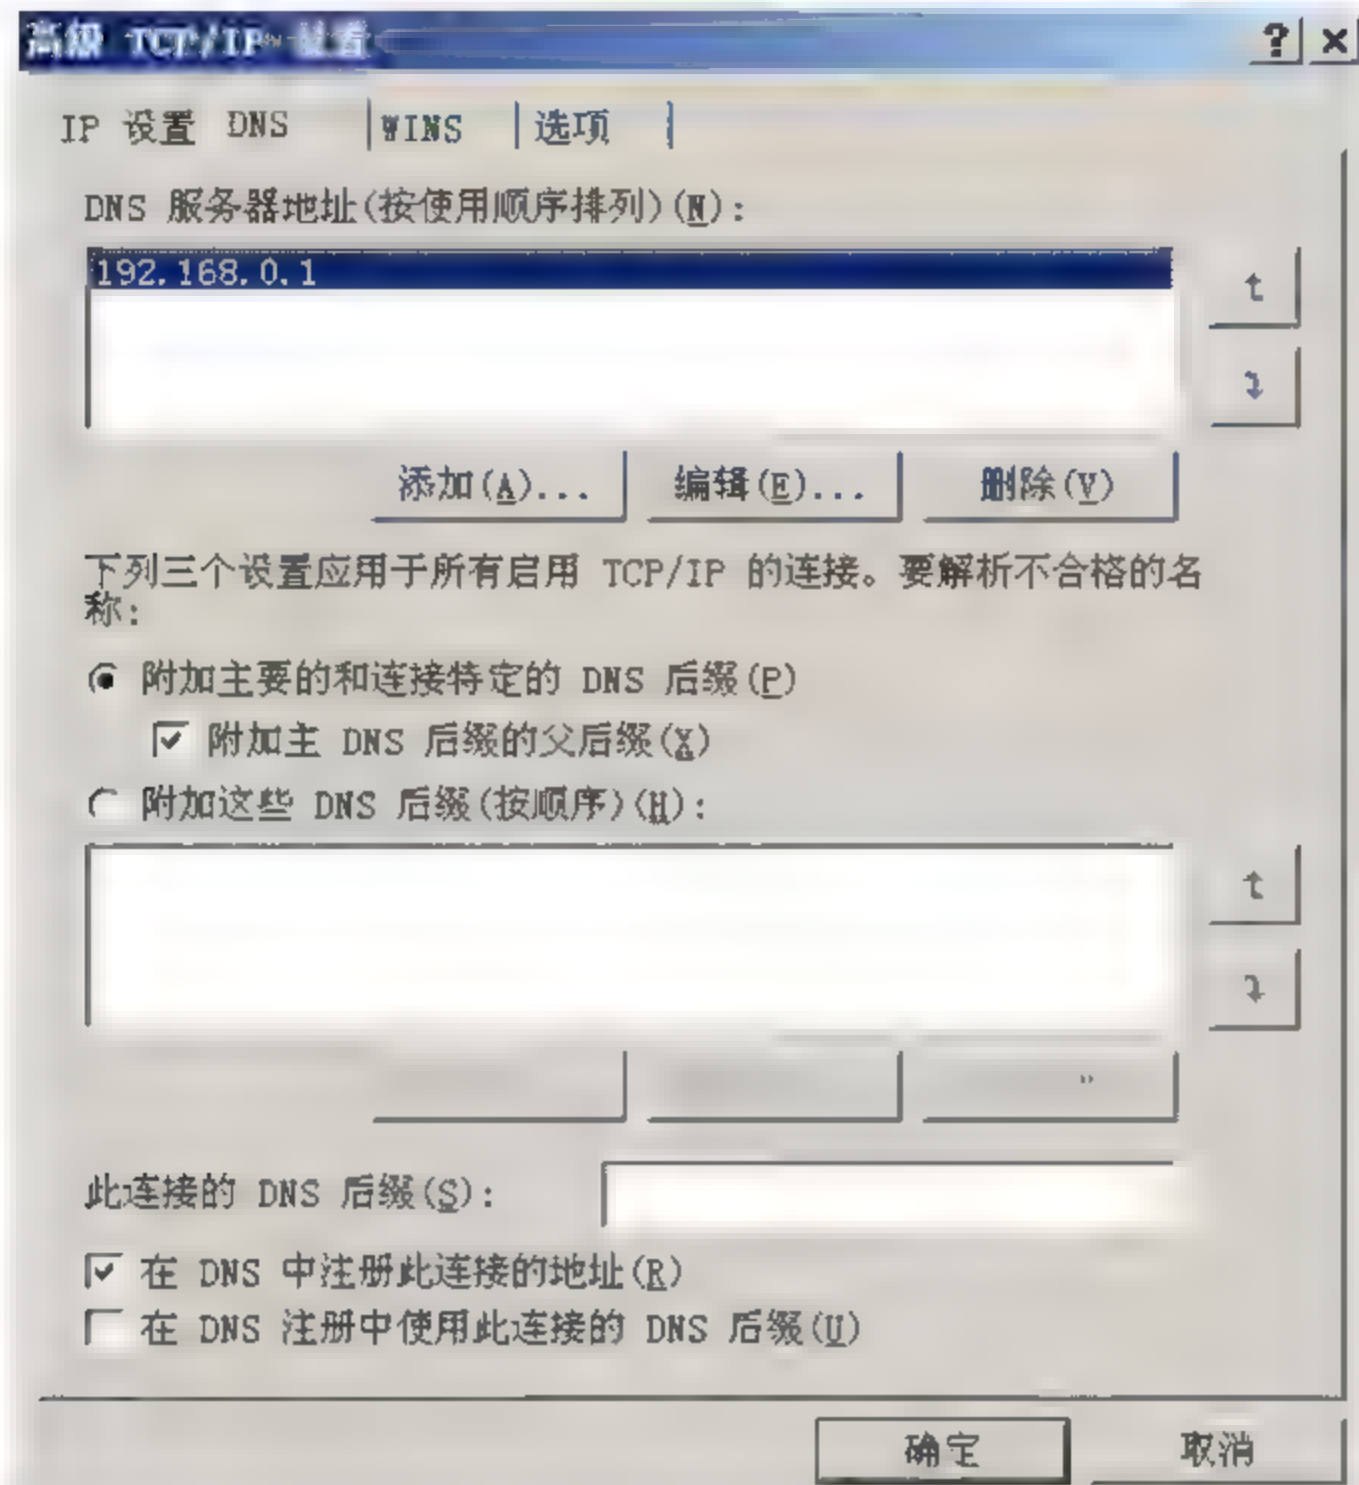 高级 TCP/IP 设置
IP 设置 DNS WINS 选项
DNS 服务器地址(按使用顺序排列)(N):
192.168.0.1
添加(A)... 编辑(E)... 删除(V)
下列三个设置应用于所有启用 TCP/IP 的连接。要解析不合格的名
称:
附加主要的和连接特定的 DNS 后缀(P)
附加主 DNS 后缀的父后缀(X)
附加这些 DNS 后缀(按顺序)(H):
此连接的 DNS 后缀(S):
在 DNS 中注册此连接的地址(R)
在 DNS 注册中使用此连接的 DNS 后缀(U)
确定 取消